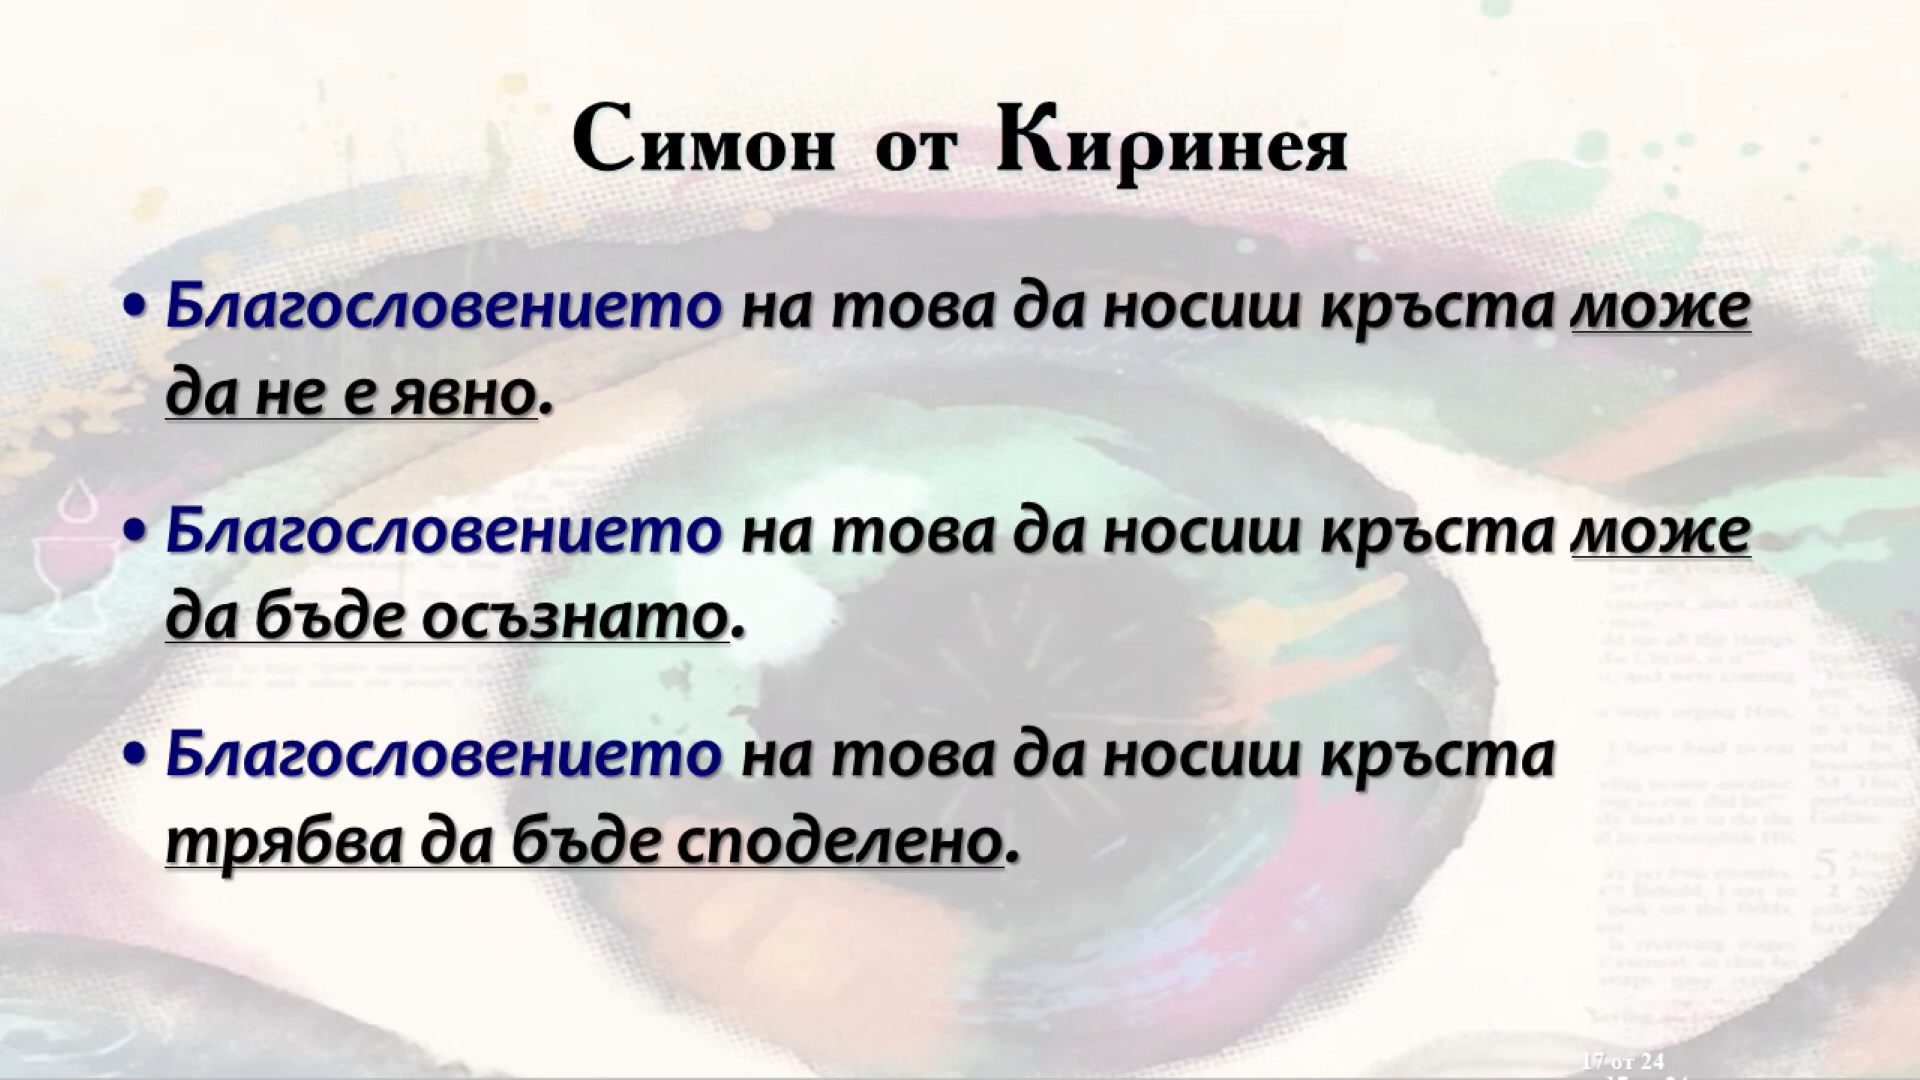 Симон от Киринея
• Благословението на това да носиш кръста може
да не е явно.
• Благословението на това да носиш кръста може
да бъде осъзнато.
• Благословението на това да носиш кръста
трябва да бъде споделено.
17 от 24